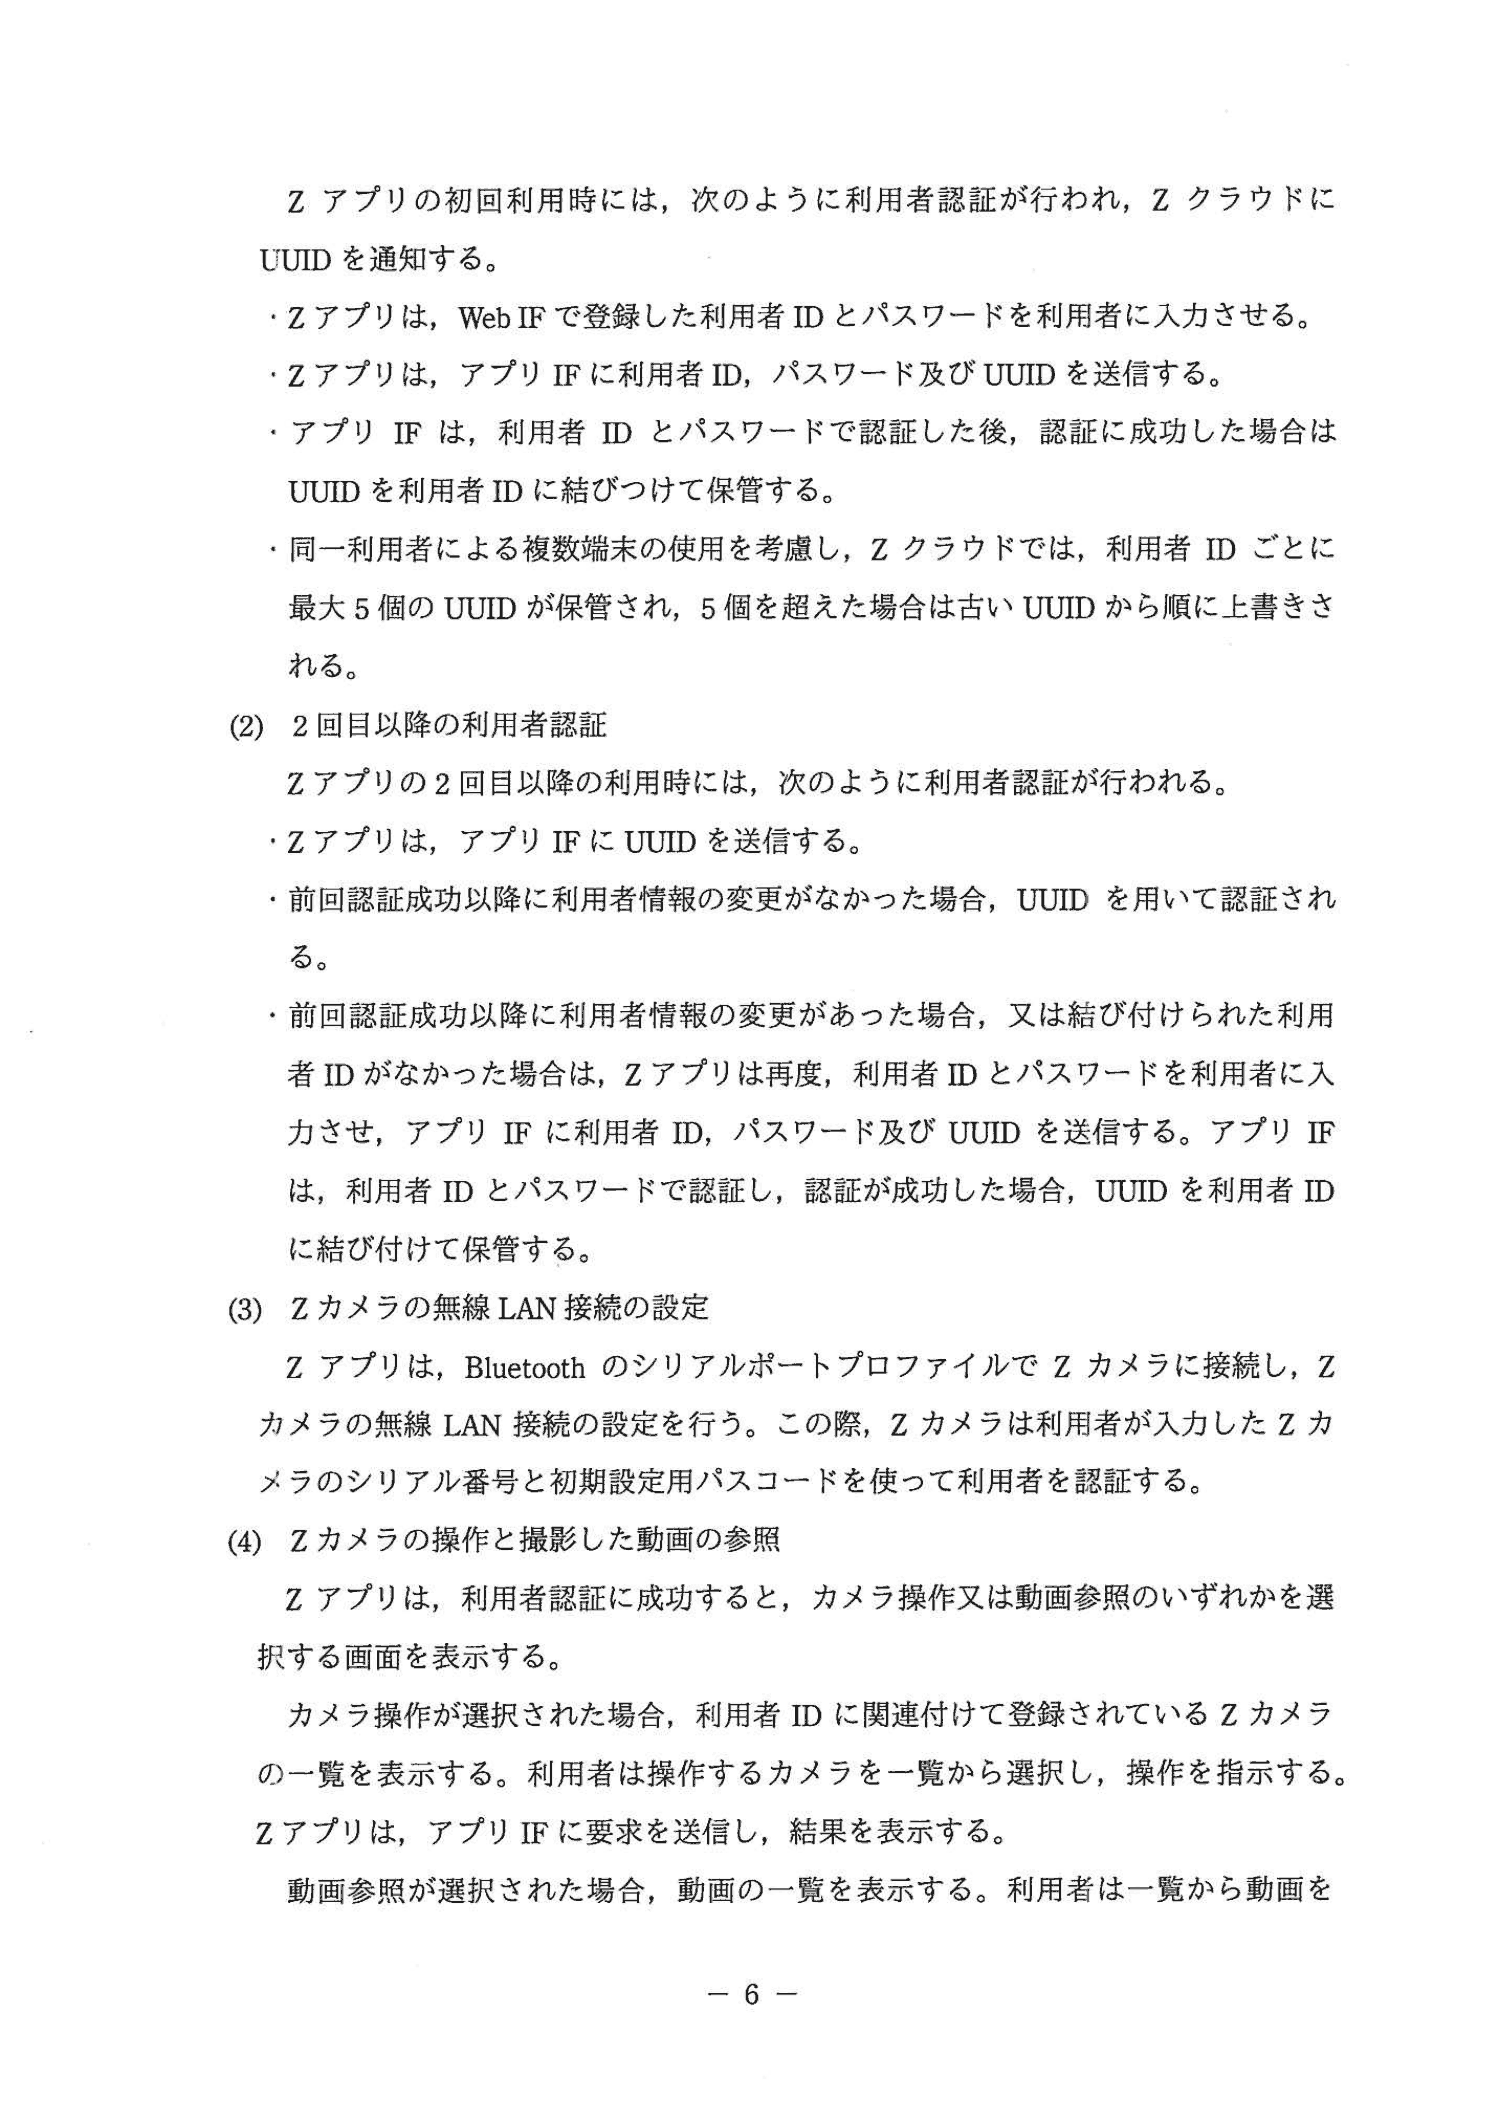 Z アプリの初回利用時には，次のように利用者認証が行われ，Z クラウドに
UUID を通知する。
・Z アプリは，Web IF で登録した利用者 ID とパスワードを利用者に入力させる。
・Z アプリは，アプリ IF に利用者 ID，パスワード及び UUID を送信する。
・アプリ IF は，利用者 ID とパスワードで認証した後，認証に成功した場合は
UUID を利用者 ID に結びつけて保管する。
・同一利用者による複数端末の使用を考慮し，Z クラウドでは，利用者 ID ごとに
最大 5 個の UUID が保管され，5 個を超えた場合は古い UUID から順に上書きさ
れる。
(2) 2 回目以降の利用者認証
Z アプリの 2 回目以降の利用時には，次のように利用者認証が行われる。
・Z アプリは，アプリ IF に UUID を送信する。
・前回認証成功以降に利用者情報の変更がなかった場合，UUID を用いて認証され
る。
・前回認証成功以降に利用者情報の変更があった場合，又は結び付けられた利用
者 ID がなかった場合は，Z アプリは再度，利用者 ID とパスワードを利用者に入
力させ，アプリ IF に利用者 ID，パスワード及び UUID を送信する。アプリ IF
は，利用者 ID とパスワードで認証し，認証が成功した場合，UUID を利用者 ID
に結び付けて保管する。
(3) Z カメラの無線 LAN 接続の設定
Z アプリは，Bluetooth のシリアルポートプロファイルで Z カメラに接続し，Z
カメラの無線 LAN 接続の設定を行う。この際，Z カメラは利用者が入力した Z カ
メラのシリアル番号と初期設定用パスコードを使って利用者を認証する。
(4) Z カメラの操作と撮影した動画の参照
Z アプリは，利用者認証に成功すると，カメラ操作又は動画参照のいずれかを選
択する画面を表示する。
カメラ操作が選択された場合，利用者 ID に関連付けて登録されている Z カメラ
の一覧を表示する。利用者は操作するカメラを一覧から選択し，操作を指示する。
Z アプリは，アプリ IF に要求を送信し，結果を表示する。
動画参照が選択された場合，動画の一覧を表示する。利用者は一覧から動画を
－ 6 －